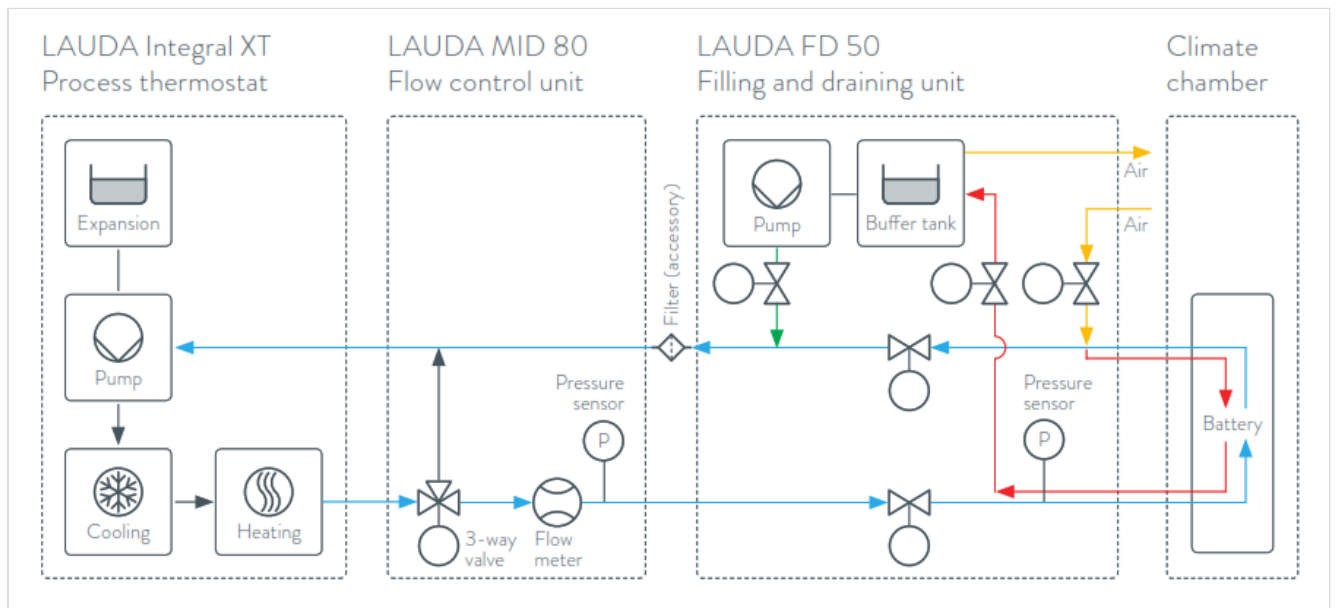 LAUDA Integral XT
Process thermostat
LAUDA MID 80
Flow control unit
LAUDA FD 50
Filling and draining unit
Climate
chamber
Expansion
Pump
Cooling
Heating
3-way
valve
Flow
meter
Pressure
sensor
P
Filter (accessory)
Pump
Buffer tank
Air
Air
Pressure
sensor
P
Battery